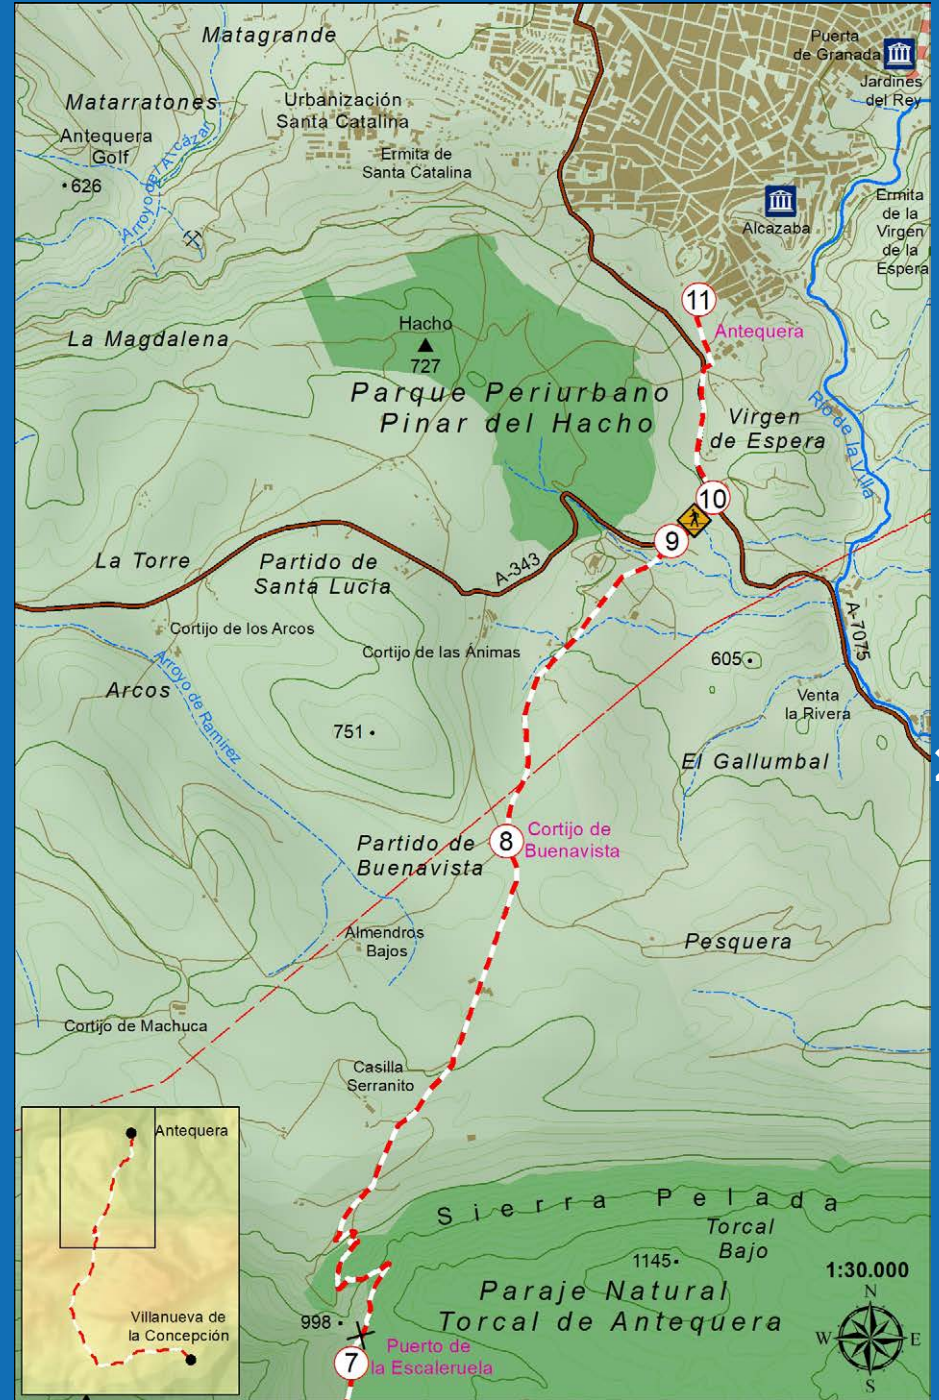 Matagrande
Puerta
de Granada
Jardines
del Rey
Matarratones
Urbanización
Santa Catalina
Antequera
Golf
626
Arroyo del Alcázar
Ermita de
Santa Catalina
Ermita
de la
Virgen
de la
Espera
Alcazaba
11
Antequera
La Magdalena
Hacho
727
Parque Periurbano
Pinar del Hacho
Virgen
de Espera
Río de la Villa
10
9
La Torre
Partido de
Santa Lucía
A-343
A-7075
Cortijo de los Arcos
Cortijo de las Ánimas
605
Arcos
Arroyo de Ramírez
Venta
la Rivera
751
El Gallumbal
8
Cortijo de
Buenavista
Partido de
Buenavista
Almendros
Bajos
Pesquera
Cortijo de Machuca
Casilla
Serranito
Sierra Pelada
Torcal
Bajo
1145
Paraje Natural
Torcal de Antequera
998
7
Puerto de
la Escaleruela
1:30.000
N
W
E
S
Antequera
Villanueva de
la Concepción